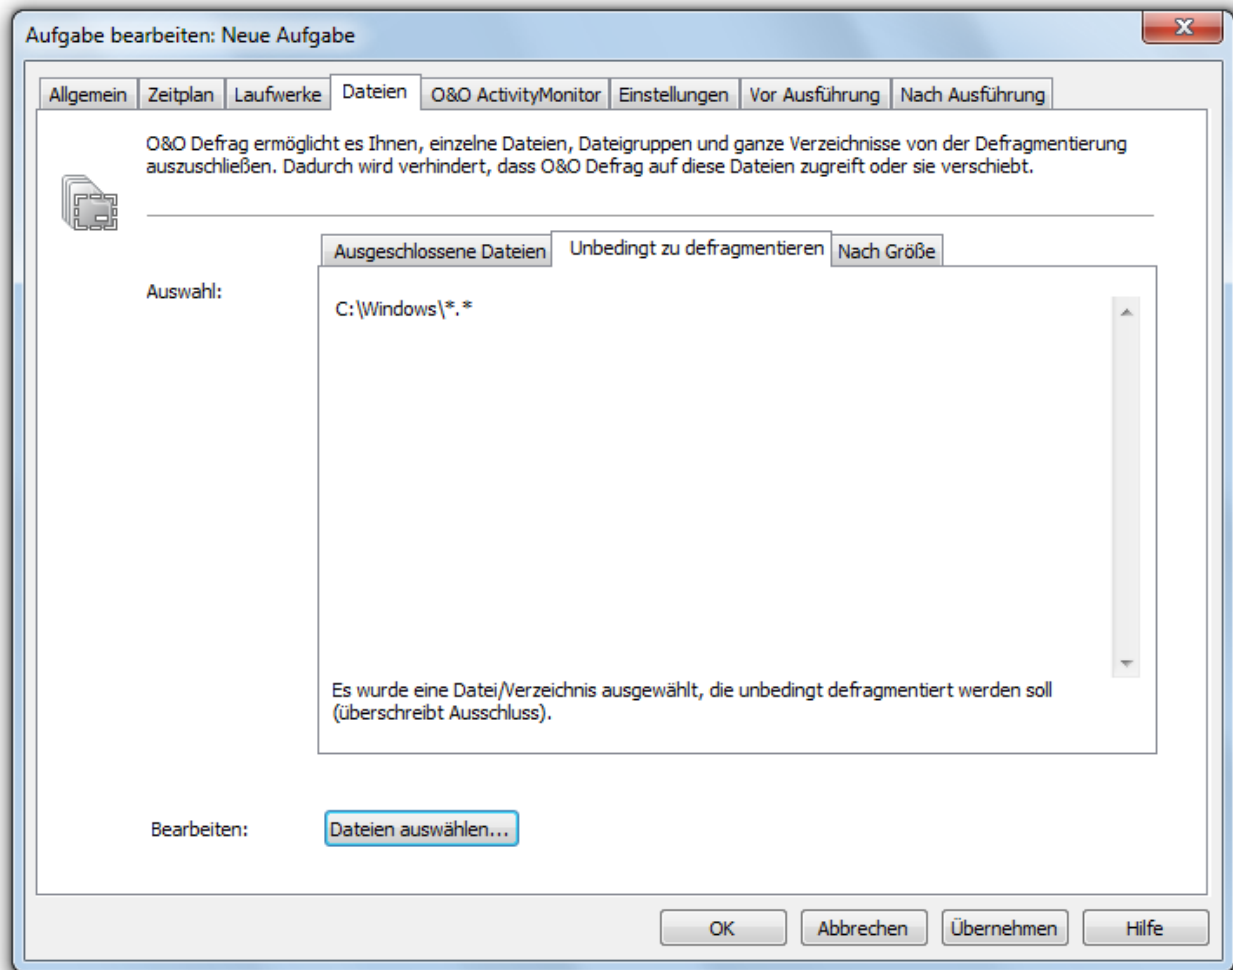 Aufgabe bearbeiten: Neue Aufgabe
X
Allgemein Zeitplan Laufwerke Dateien O&O ActivityMonitor Einstellungen Vor Ausführung Nach Ausführung
O&O Defrag ermöglicht es Ihnen, einzelne Dateien, Dateigruppen und ganze Verzeichnisse von der Defragmentierung
auszuschließen. Dadurch wird verhindert, dass O&O Defrag auf diese Dateien zugreift oder sie verschiebt.
Ausgeschlossene Dateien Unbedingt zu defragmentieren Nach Größe
Auswahl:
C:\Windows\*.*
Es wurde eine Datei/Verzeichnis ausgewählt, die unbedingt defragmentiert werden soll
(überschreibt Ausschluss).
Bearbeiten: Dateien auswählen...
OK Abbrechen Übernehmen Hilfe